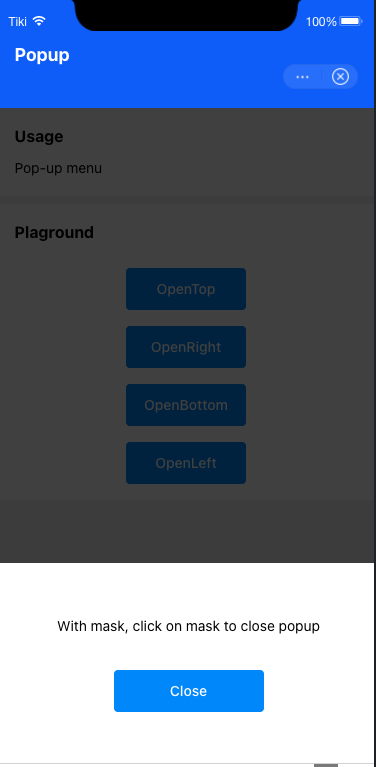 Tiki 100%
Popup
Usage
Pop-up menu
Plaground
OpenTop
OpenRight
OpenBottom
OpenLeft
With mask, click on mask to close popup
Close